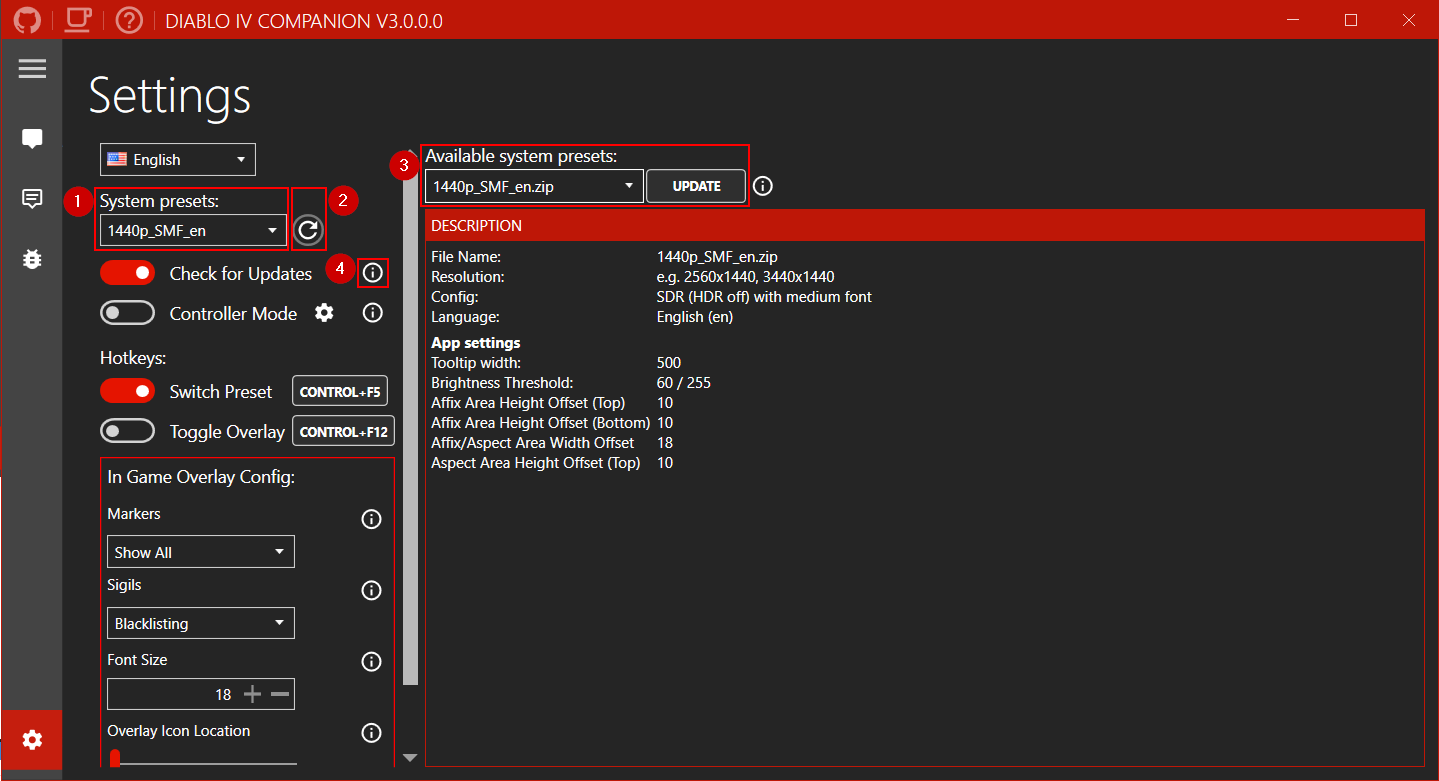 DIABLO IV COMPANION V3.0.0.0
Settings
English
1
System presets:
1440p_SMF_en
2
Check for Updates
4
Controller Mode
Hotkeys:
Switch Preset CONTROL+F5
Toggle Overlay CONTROL+F12
In Game Overlay Config:
Markers
Show All
Sigils
Blacklisting
Font Size
18
Overlay Icon Location
3
Available system presets:
1440p_SMF_en.zip UPDATE
DESCRIPTION
File Name: 1440p_SMF_en.zip
Resolution: e.g. 2560x1440, 3440x1440
Config: SDR (HDR off) with medium font
Language: English (en)
App settings
Tooltip width: 500
Brightness Threshold: 60 / 255
Affix Area Height Offset (Top) 10
Affix Area Height Offset (Bottom) 10
Affix/Aspect Area Width Offset 18
Aspect Area Height Offset (Top) 10